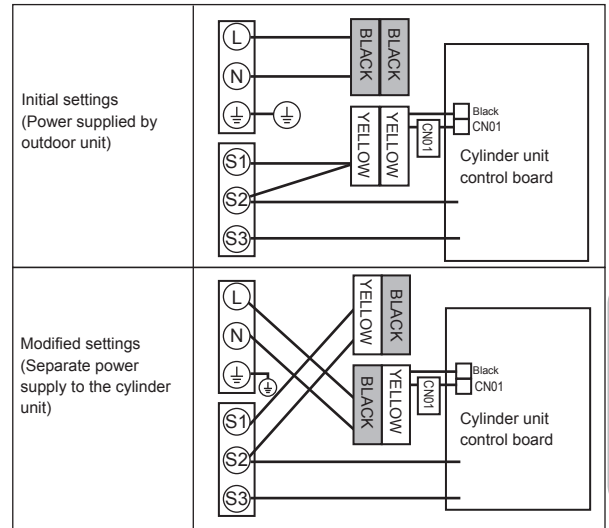 Initial settings
(Power supplied by
outdoor unit)
L
N
S1
S2
S3
BLACK
BLACK
YELLOW
YELLOW
CN01
Black
CN01
Cylinder unit
control board
Modified settings
(Separate power
supply to the cylinder
unit)
L
N
S1
S2
S3
YELLOW
BLACK
BLACK
YELLOW
CN01
Black
CN01
Cylinder unit
control board